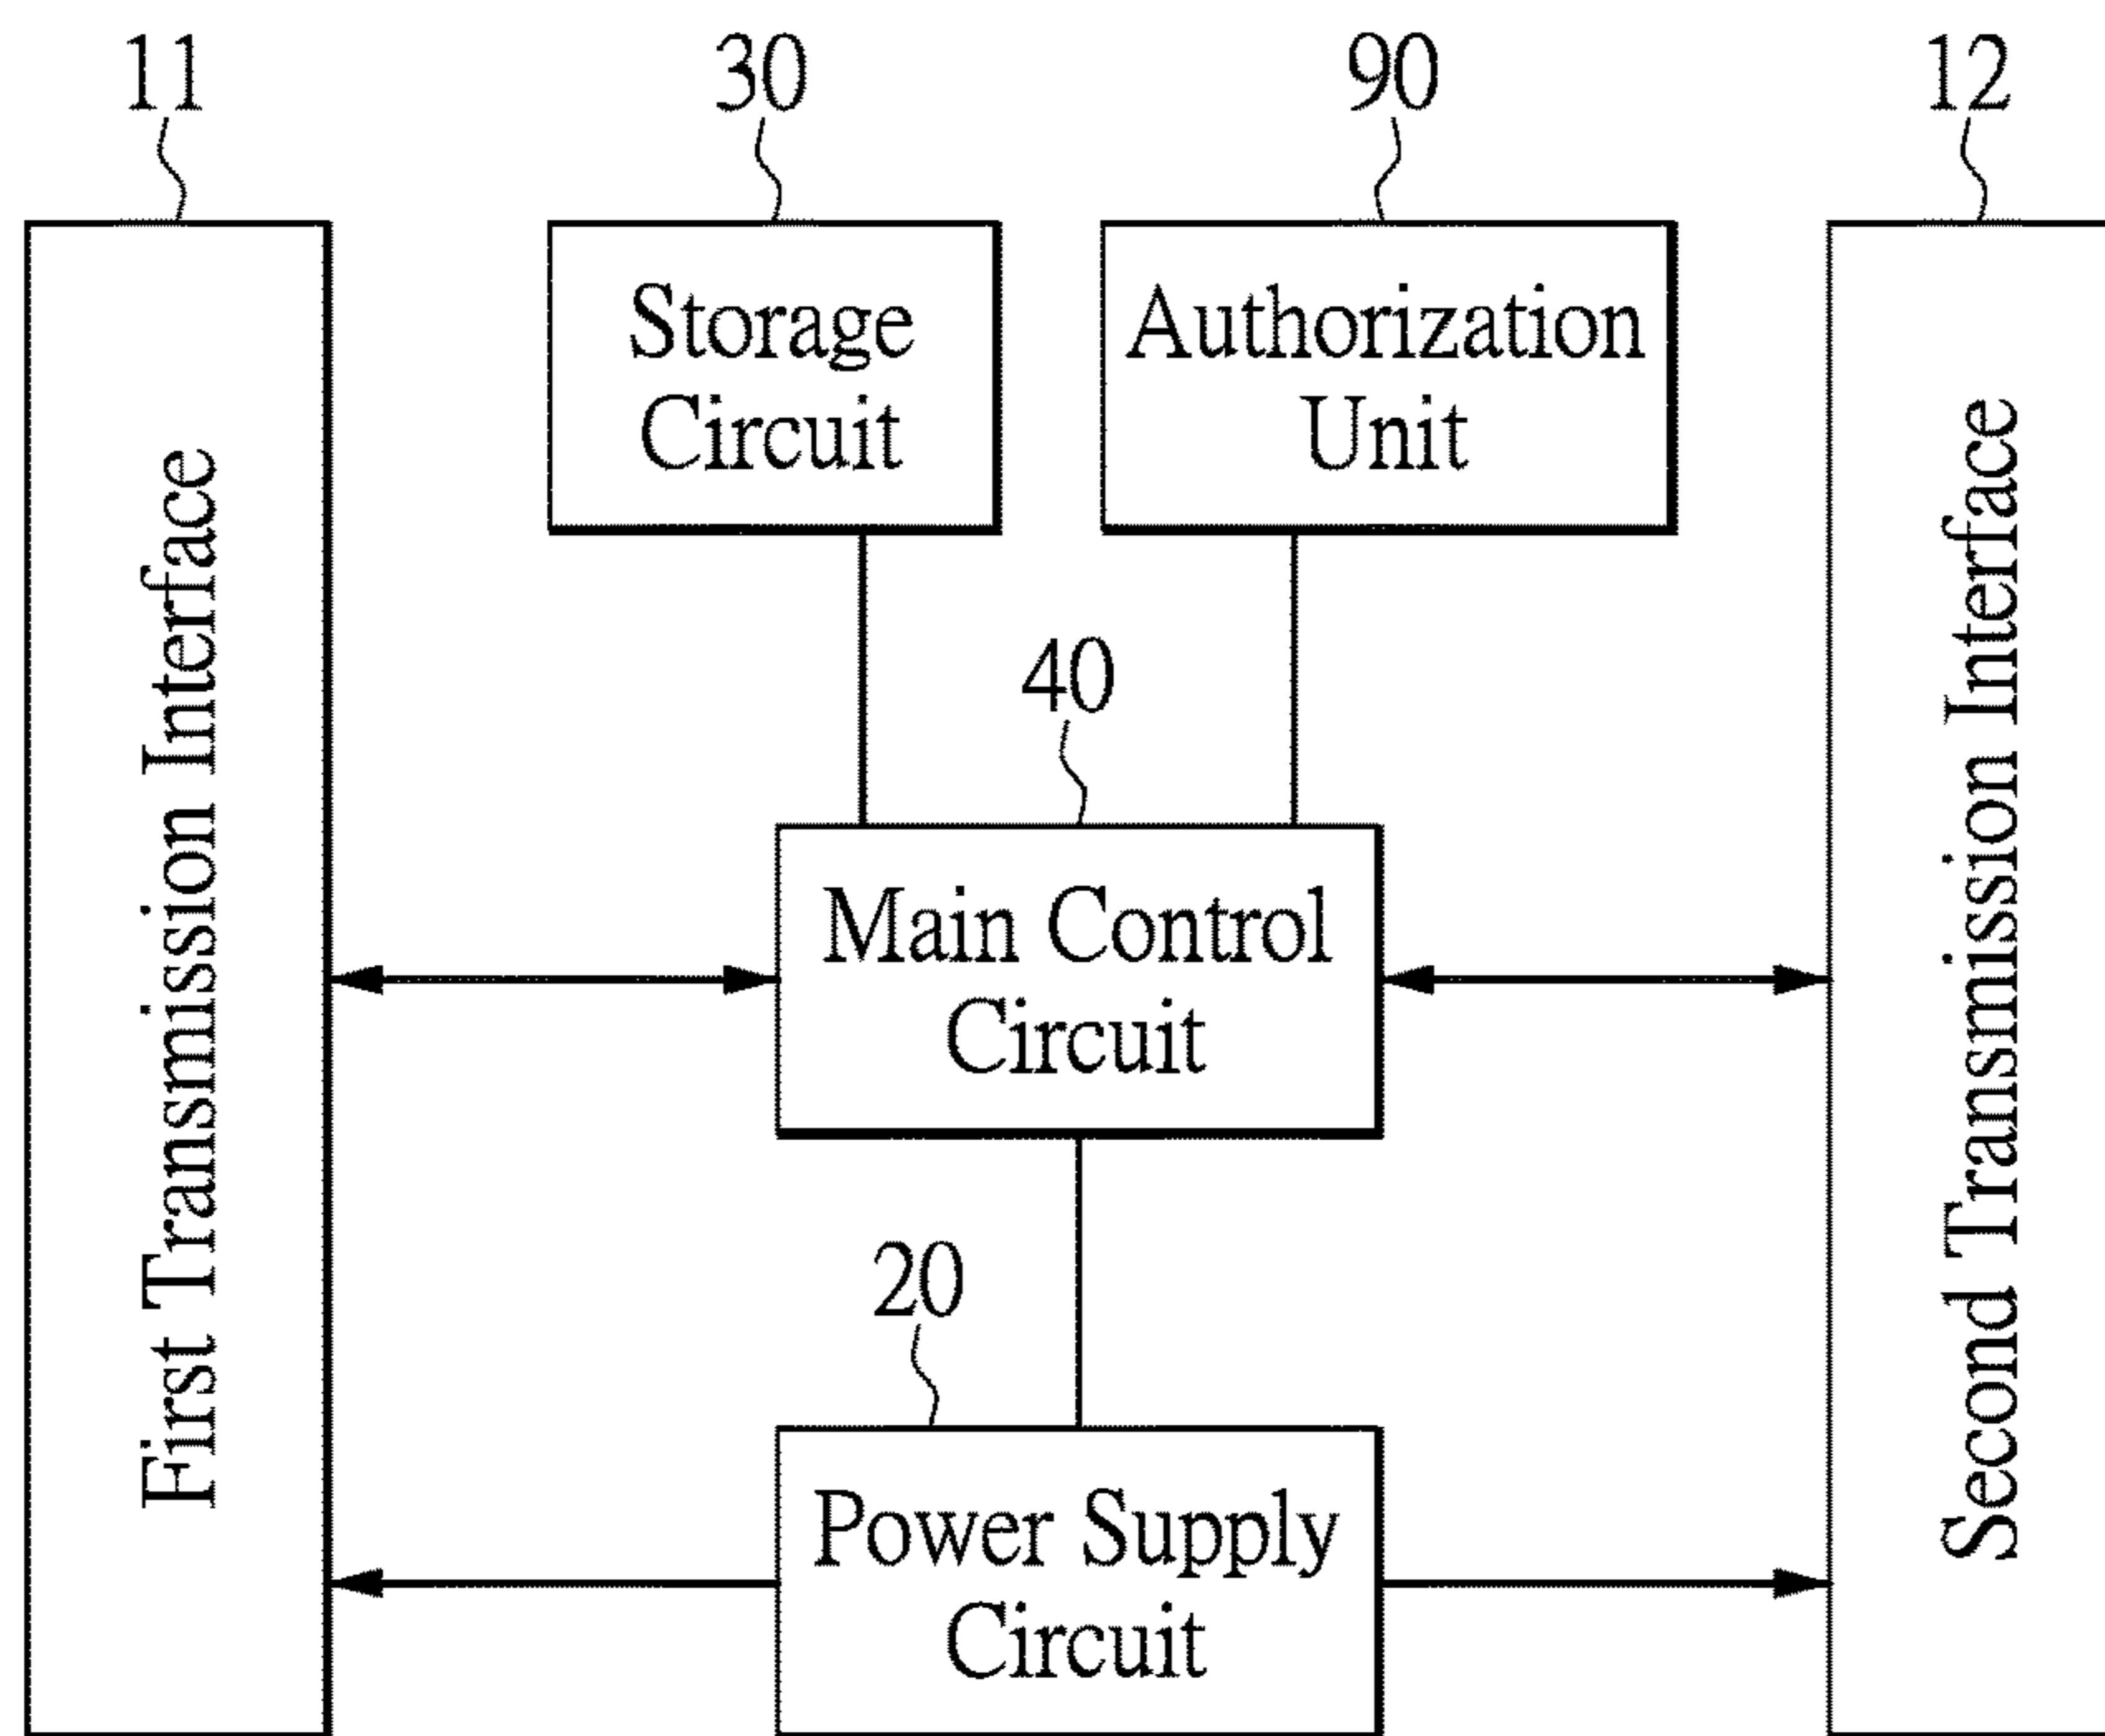 11
30
90
12
Storage
Circuit
Authorization
Unit
First Transmission Interface
Second Transmission Interface
40
Main Control
Circuit
20
Power Supply
Circuit